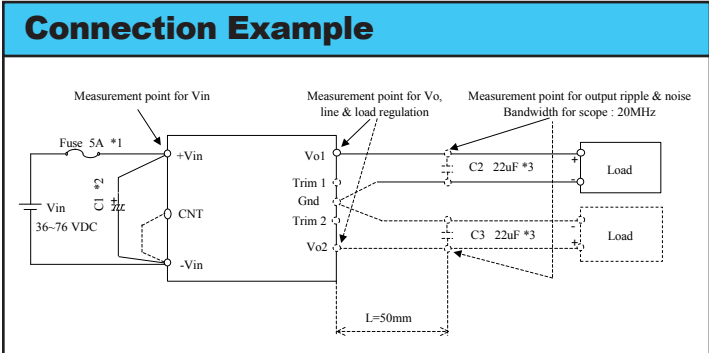 Connection Example
Measurement point for Vin
Measurement point for Vo,
line & load regulation
Measurement point for output ripple & noise
Bandwidth for scope : 20MHz
Fuse 5A *1
+Vin
Vo1
C2 22uF *3
+
-
Load
Trim 1
Gnd
C1 *2
+
Vin
36~76 VDC
CNT
Trim 2
C3 22uF *3
-
+
Load
Vo2
-Vin
L=50mm